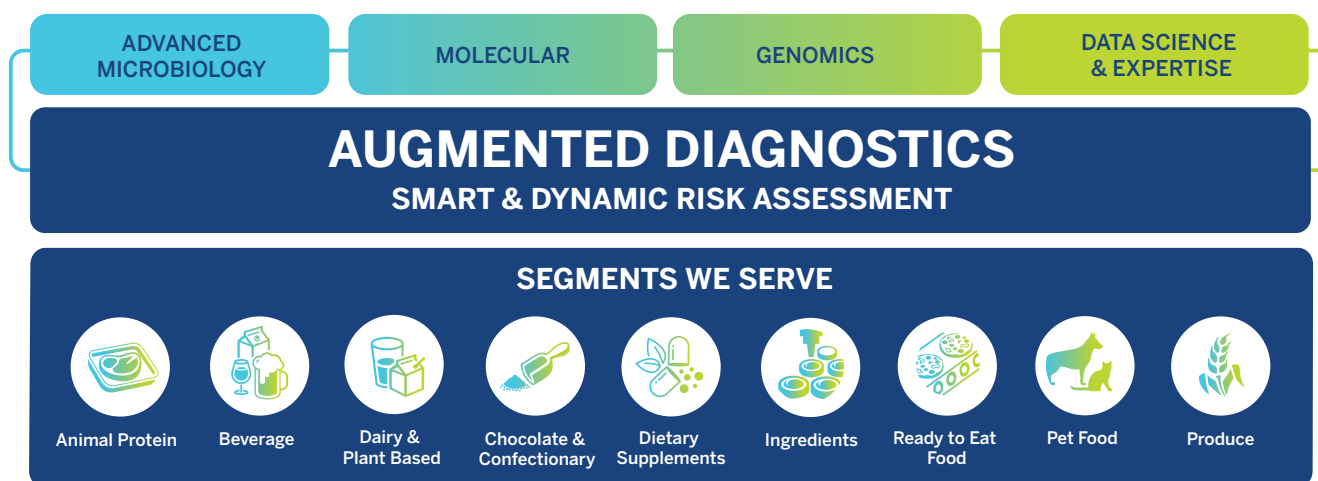 ADVANCED
MICROBIOLOGY
MOLECULAR
GENOMICS
DATA SCIENCE
& EXPERTISE
AUGMENTED DIAGNOSTICS
SMART & DYNAMIC RISK ASSESSMENT
SEGMENTS WE SERVE
Animal Protein
Beverage
Dairy &
Plant Based
Chocolate &
Confectionary
Dietary
Supplements
Ingredients
Ready to Eat
Food
Pet Food
Produce